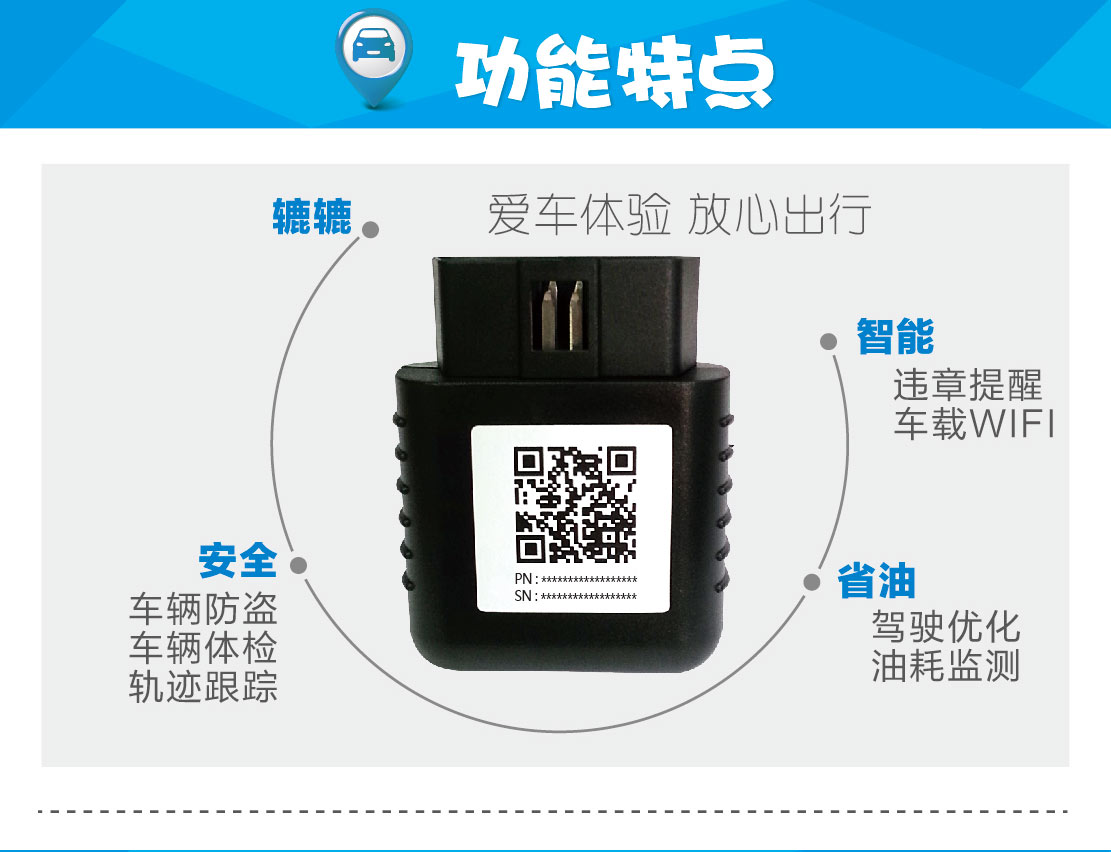 功能特点
爱车体验 放心出行
辘辘
智能
违章提醒
车载WIFI
安全
车辆防盗
车辆体检
轨迹跟踪
省油
驾驶优化
油耗监测
PN : ******************
SN : ******************